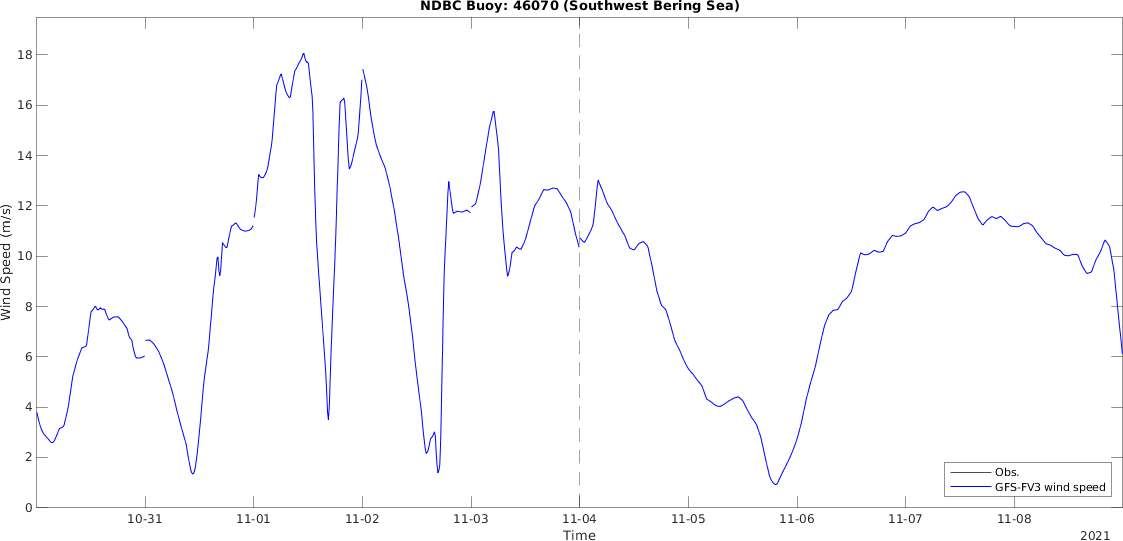 NDBC Buoy: 46070 (Southwest Bering Sea)
18
16
14
12
10
8
6
4
2
0
Wind Speed (m/s)
10-31 11-01 11-02 11-03 11-04 11-05 11-06 11-07 11-08
Time
2021
Obs.
GFS-FV3 wind speed